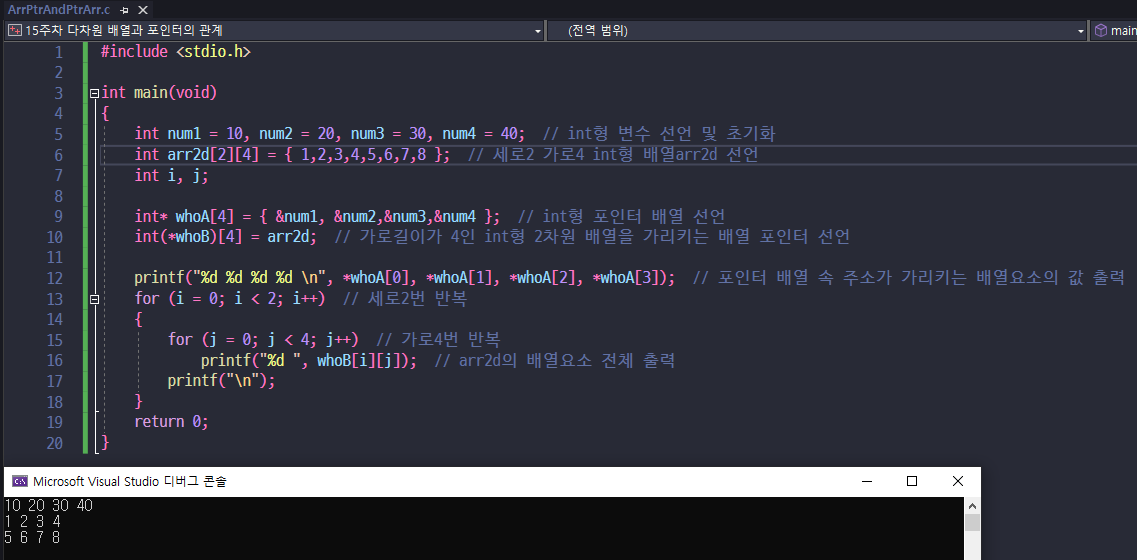 ArrPtrAndPtrArr.c
15주차 다차원 배열과 포인터의 관계 (전역 범위) main
1 #include <stdio.h>
2
3 int main(void)
4 {
5 int num1 = 10, num2 = 20, num3 = 30, num4 = 40; // int형 변수 선언 및 초기화
6 int arr2d[2][4] = { 1,2,3,4,5,6,7,8 }; // 세로2 가로4 int형 배열arr2d 선언
7 int i, j;
8
9 int* whoA[4] = { &num1, &num2,&num3,&num4 }; // int형 포인터 배열 선언
10 int(*whoB)[4] = arr2d; // 가로길이가 4인 int형 2차원 배열을 가리키는 배열 포인터 선언
11
12 printf("%d %d %d %d \n", *whoA[0], *whoA[1], *whoA[2], *whoA[3]); // 포인터 배열 속 주소가 가리키는 배열요소의 값 출력
13 for (i = 0; i < 2; i++) // 세로2번 반복
14 {
15 for (j = 0; j < 4; j++) // 가로4번 반복
16 printf("%d ", whoB[i][j]); // arr2d의 배열요소 전체 출력
17 printf("\n");
18 }
19 return 0;
20 }
Microsoft Visual Studio 디버그 콘솔
10 20 30 40
1 2 3 4
5 6 7 8